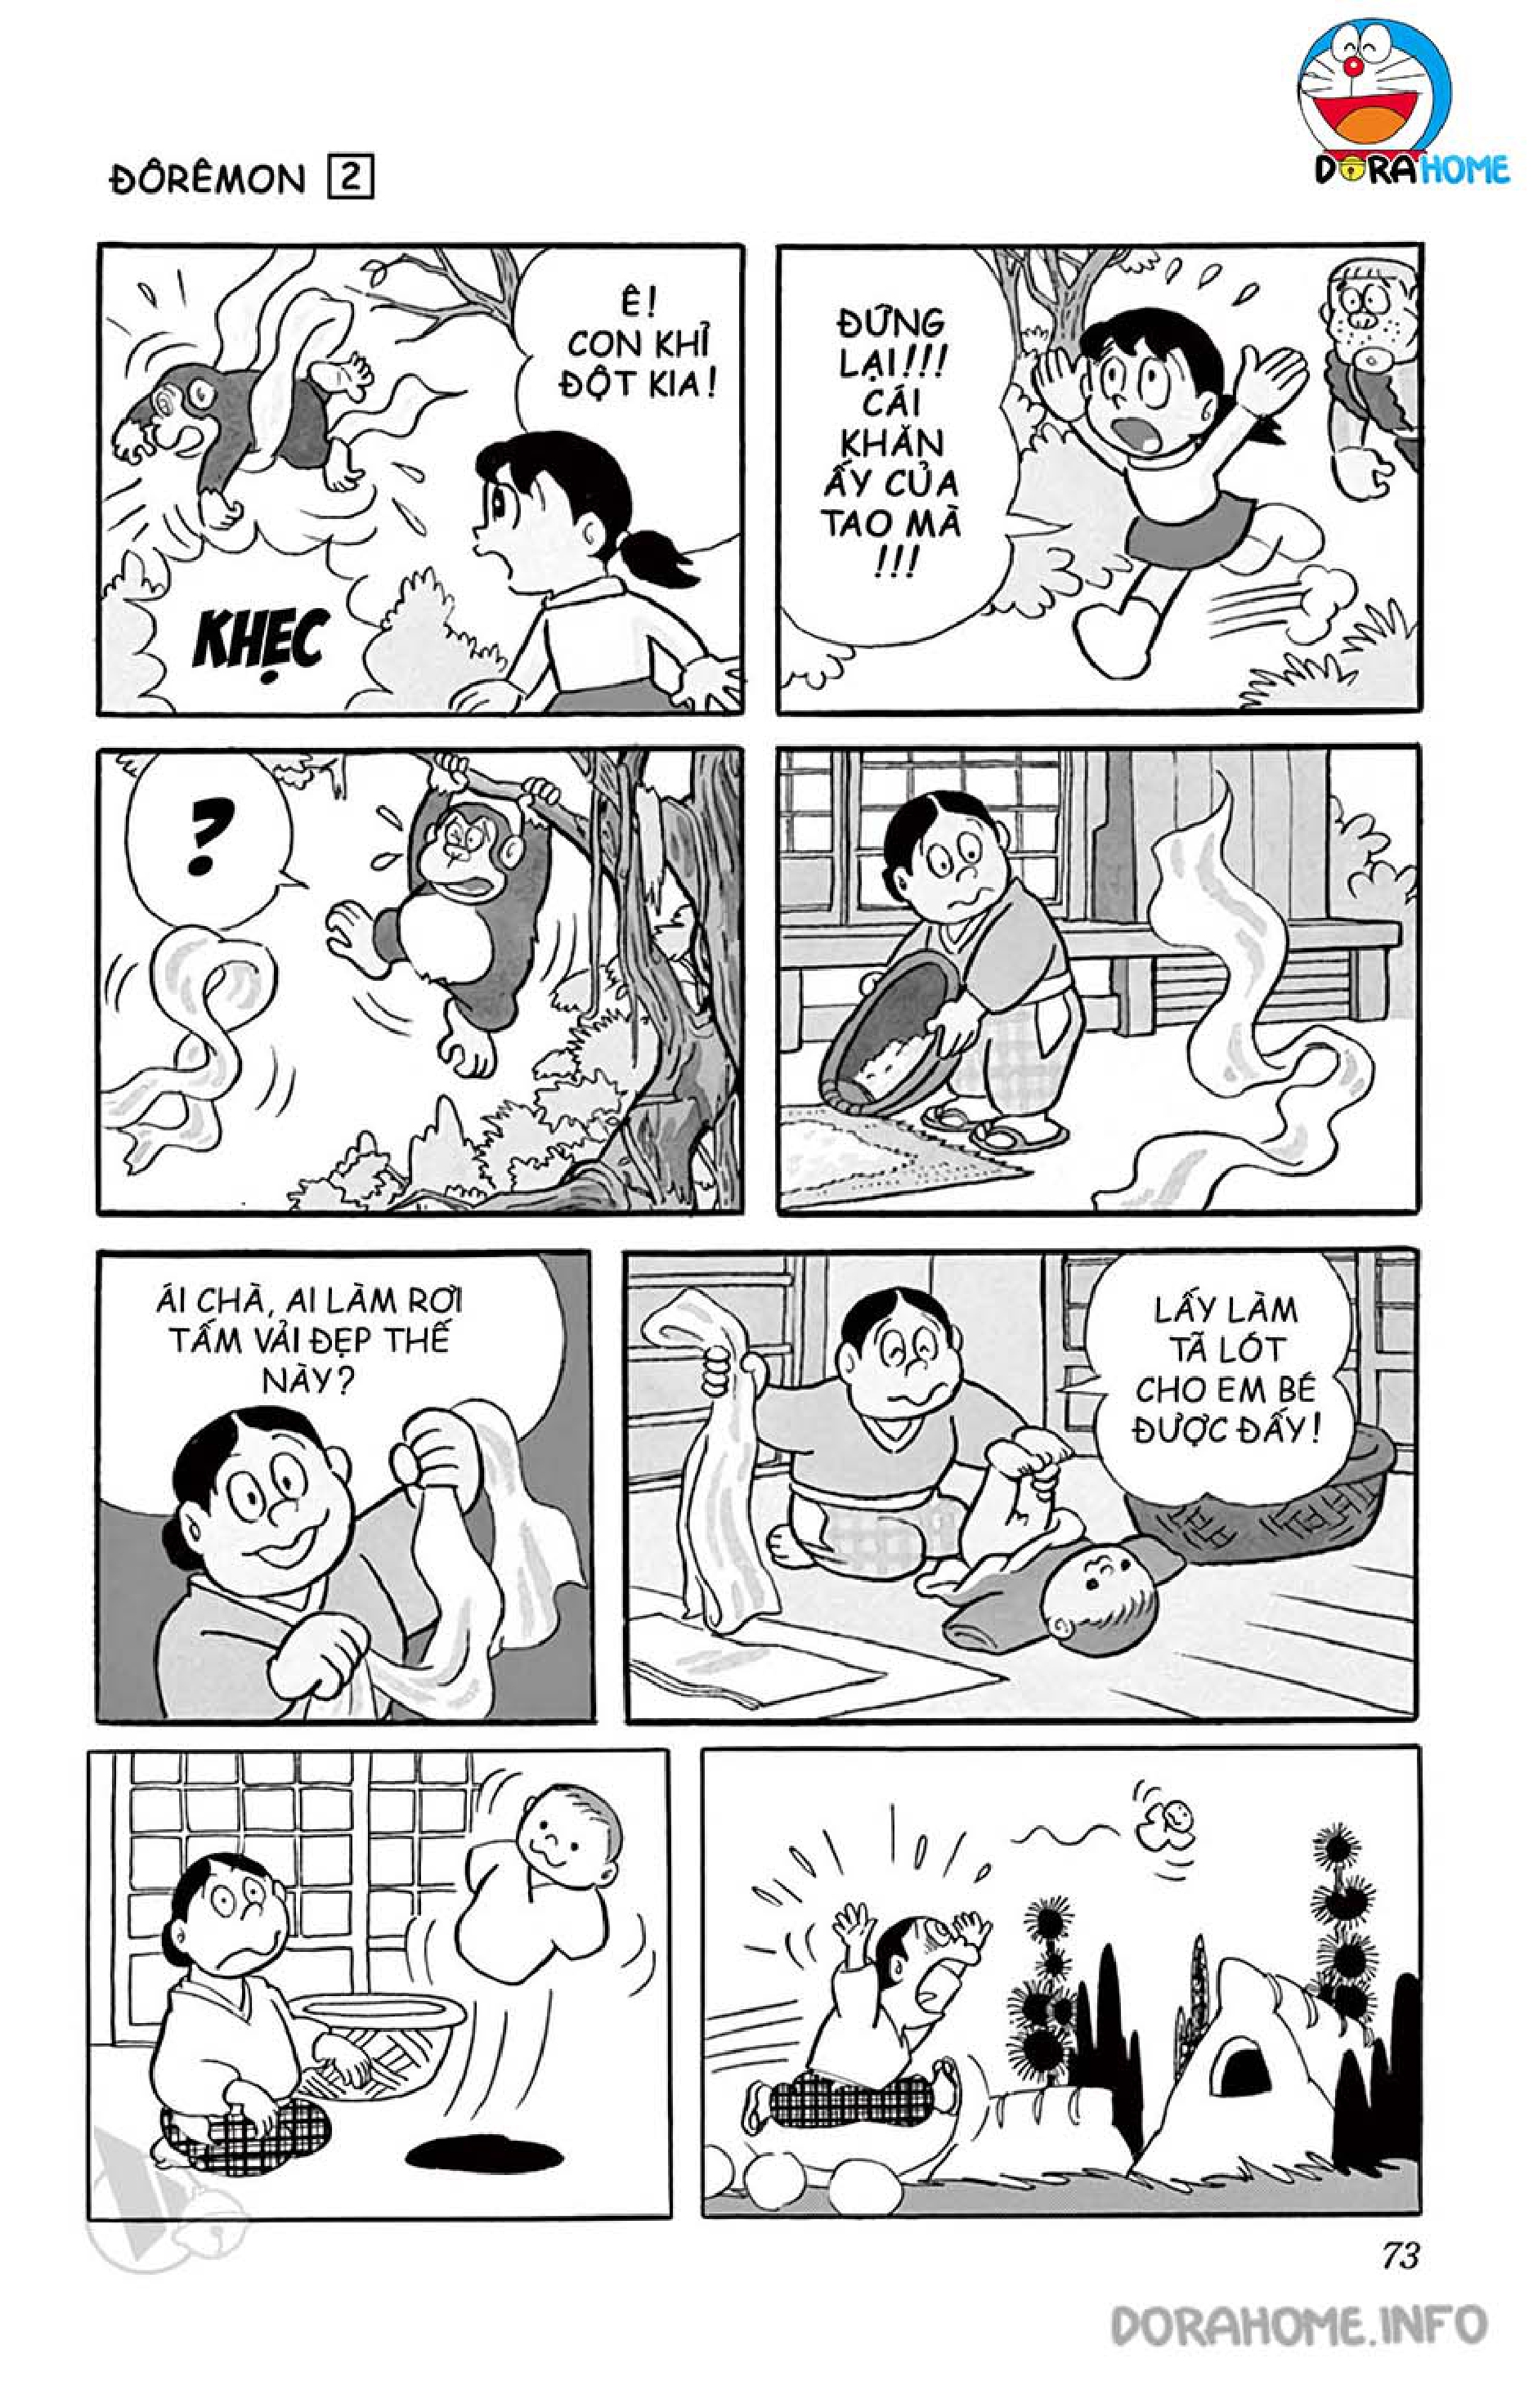 DORAHOME
ĐÔRÊMON 2
Ê!
CON KHỈ
ĐỘT KIA!
KHẸC
ĐỨNG
LẠI!!!
CÁI
KHĂN
ẤY CỦA
TAO MÀ
!!!
?
ÁI CHÀ, AI LÀM RƠI
TẤM VẢI ĐẸP THẾ
NÀY?
LẤY LÀM
TÃ LÓT
CHO EM BÉ
ĐƯỢC ĐẤY!
73
DORAHOME.INFO